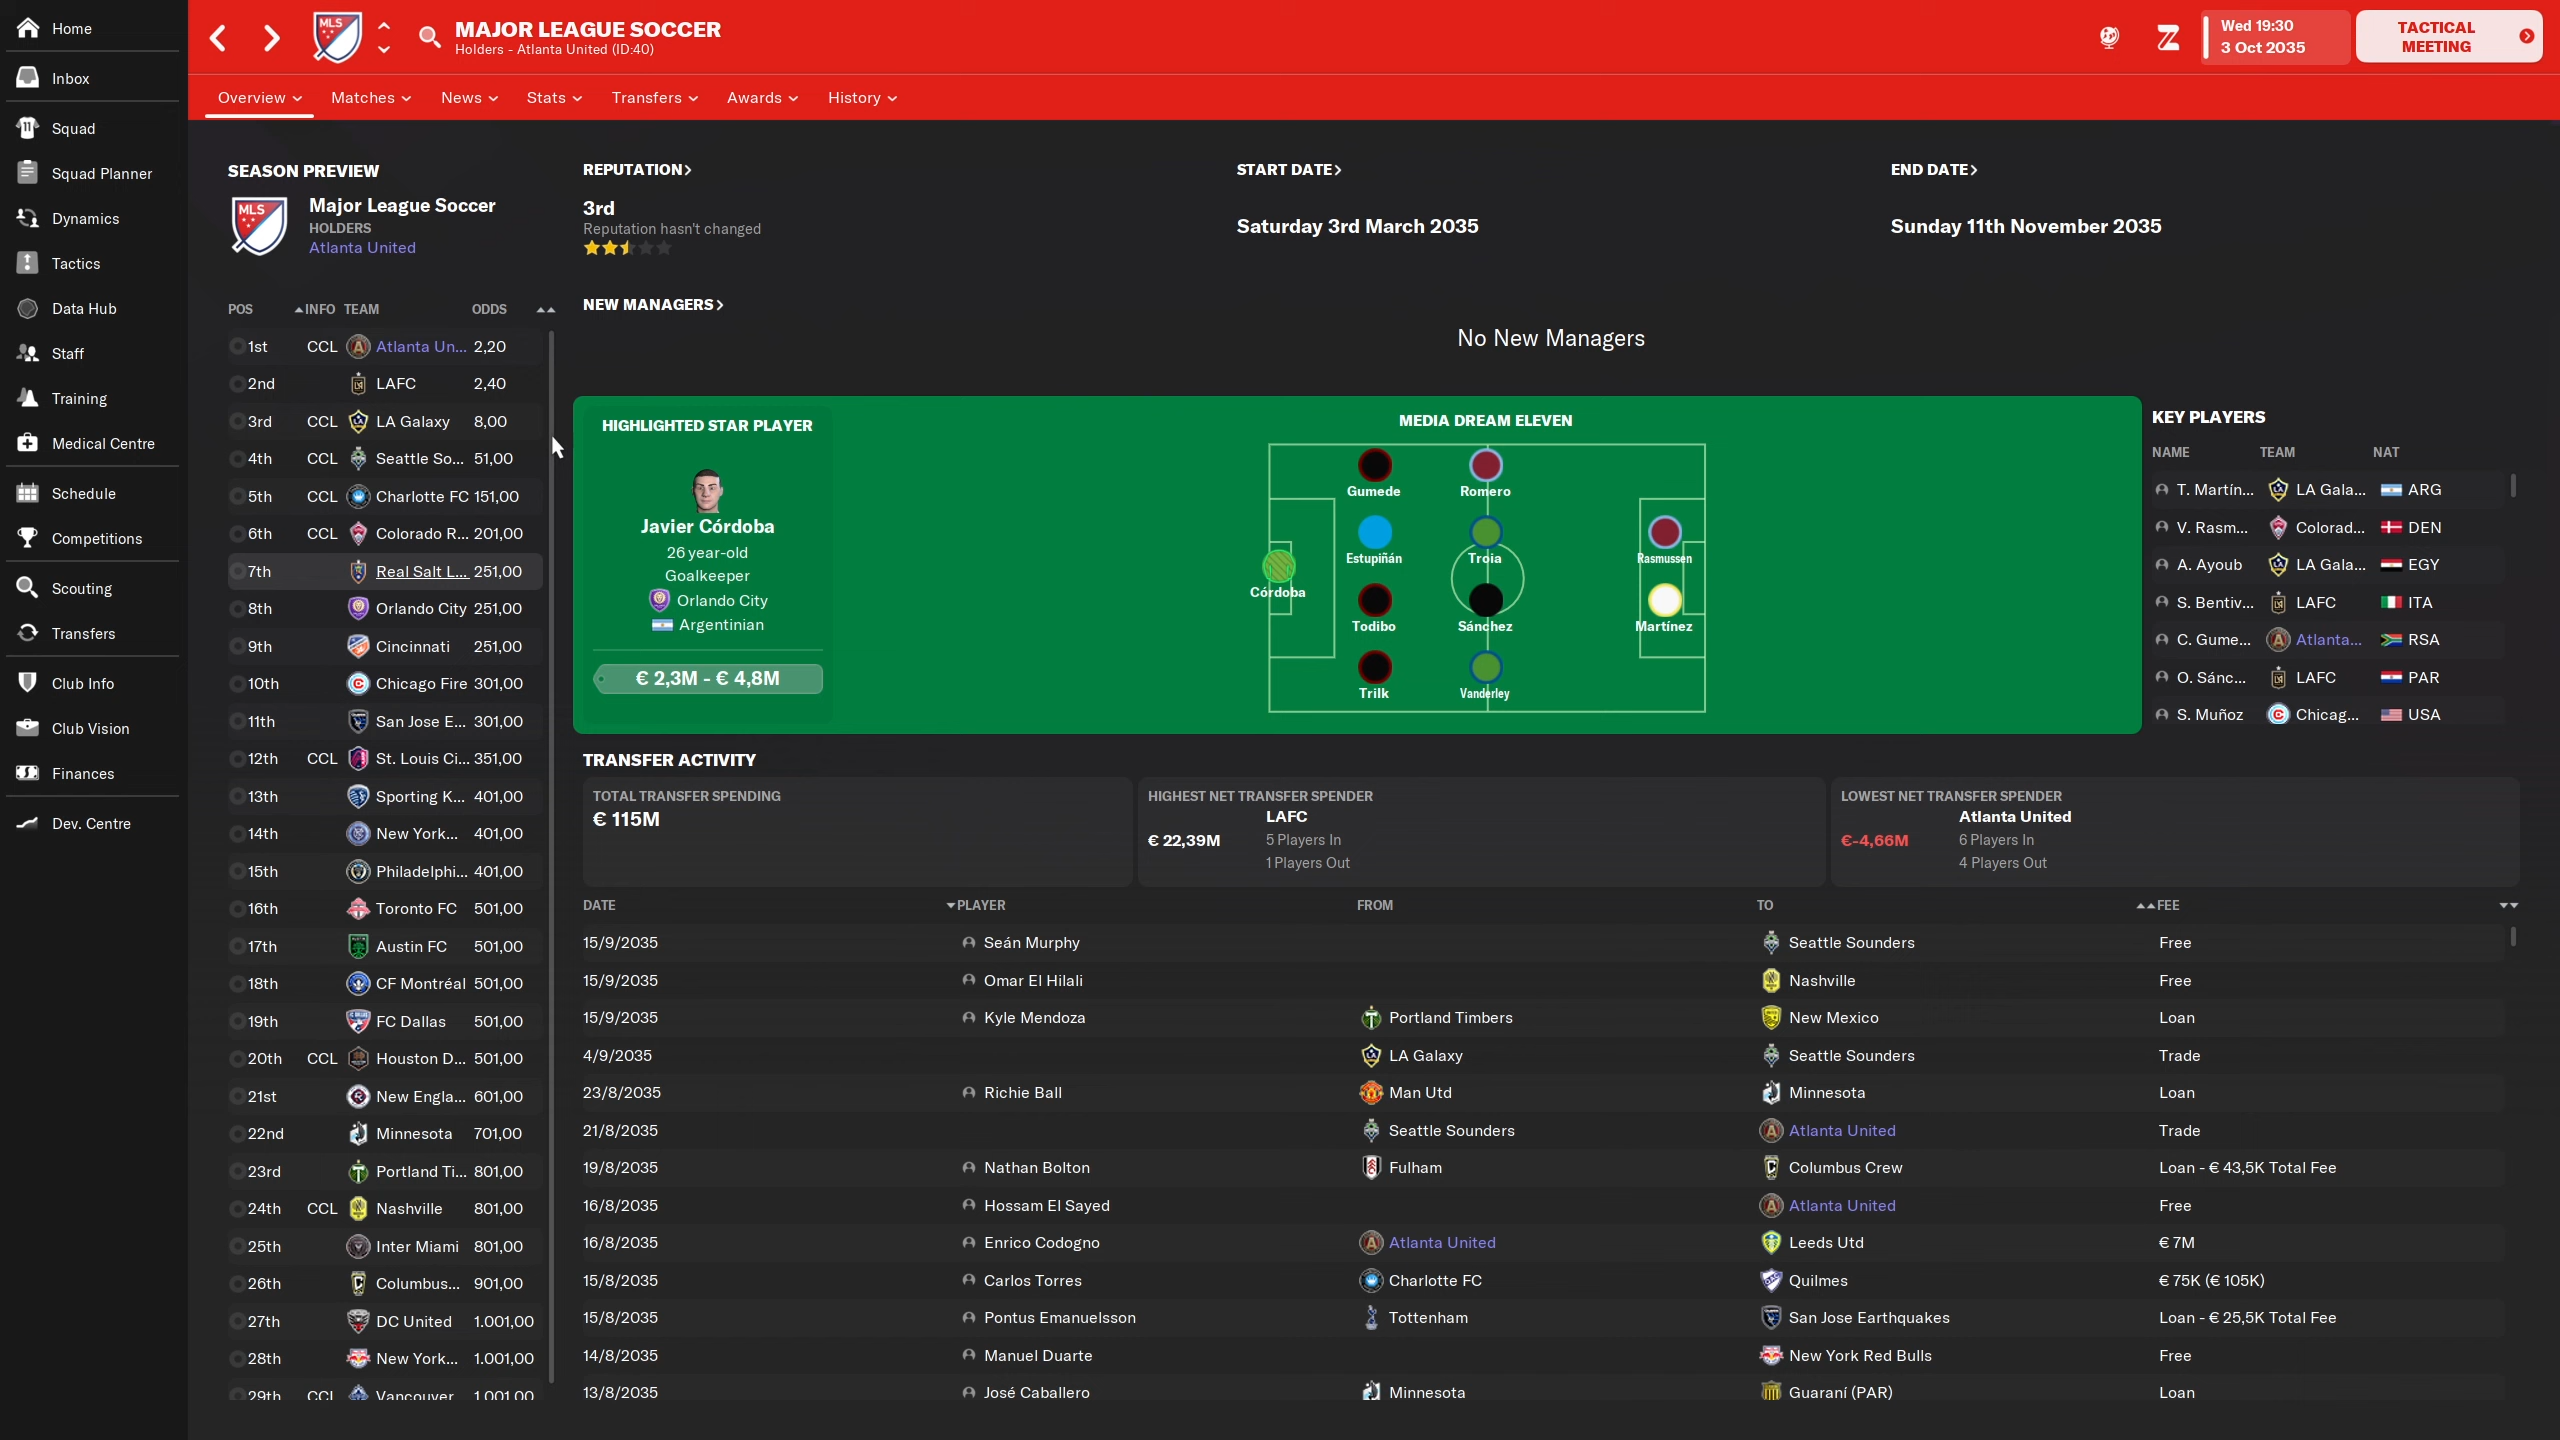 Home
Inbox
Squad
Squad Planner
Dynamics
Tactics
Data Hub
Staff
Training
Medical Centre
Schedule
Competitions
Scouting
Transfers
Club Info
Club Vision
Finances
Dev. Centre
MLS
MAJOR LEAGUE SOCCER
Holders - Atlanta United (ID:40)
Wed 19:30
3 Oct 2035
TACTICAL
MEETING
Overview Matches News Stats Transfers Awards History
SEASON PREVIEW
MLS
Major League Soccer
HOLDERS
Atlanta United
POS INFO TEAM ODDS
1st CCL Atlanta Un... 2,20
2nd LAFC 2,40
3rd CCL LA Galaxy 8,00
4th CCL Seattle So... 51,00
5th CCL Charlotte FC 151,00
6th CCL Colorado R... 201,00
7th Real Salt L... 251,00
8th Orlando City 251,00
9th Cincinnati 251,00
10th Chicago Fire 301,00
11th San Jose E... 301,00
12th CCL St. Louis Ci... 351,00
13th Sporting K... 401,00
14th New York... 401,00
15th Philadelphi... 401,00
16th Toronto FC 501,00
17th Austin FC 501,00
18th CF Montréal 501,00
19th FC Dallas 501,00
20th CCL Houston D... 501,00
21st New Engla... 601,00
22nd Minnesota 701,00
23rd Portland Ti... 801,00
24th CCL Nashville 801,00
25th Inter Miami 801,00
26th Columbus... 901,00
27th DC United 1.001,00
28th New York... 1.001,00
29th CCL Vancouver 1.001,00
REPUTATION
3rd
Reputation hasn't changed
START DATE
Saturday 3rd March 2035
END DATE
Sunday 11th November 2035
NEW MANAGERS
No New Managers
HIGHLIGHTED STAR PLAYER
Javier Córdoba
26 year-old
Goalkeeper
Orlando City
Argentinian
€ 2,3M - € 4,8M
MEDIA DREAM ELEVEN
Gumede Romero
Estupiñán Troia Rasmussen
Córdoba
Todibo Sánchez Martínez
Trilk Vanderley
KEY PLAYERS
NAME TEAM NAT
T. Martín... LA Gala... ARG
V. Rasm... Colorad... DEN
A. Ayoub LA Gala... EGY
S. Bentiv... LAFC ITA
C. Gume... Atlanta... RSA
O. Sánc... LAFC PAR
S. Muñoz Chicag... USA
TRANSFER ACTIVITY
TOTAL TRANSFER SPENDING
€ 115M
HIGHEST NET TRANSFER SPENDER
LAFC
€ 22,39M 5 Players In
1 Players Out
LOWEST NET TRANSFER SPENDER
Atlanta United
€-4,66M 6 Players In
4 Players Out
DATE PLAYER FROM TO FEE
15/9/2035 Seán Murphy Seattle Sounders Free
15/9/2035 Omar El Hilali Nashville Free
15/9/2035 Kyle Mendoza Portland Timbers New Mexico Loan
4/9/2035 LA Galaxy Seattle Sounders Trade
23/8/2035 Richie Ball Man Utd Minnesota Loan
21/8/2035 Seattle Sounders Atlanta United Trade
19/8/2035 Nathan Bolton Fulham Columbus Crew Loan - € 43,5K Total Fee
16/8/2035 Hossam El Sayed Atlanta United Free
16/8/2035 Enrico Codogno Atlanta United Leeds Utd € 7M
15/8/2035 Carlos Torres Charlotte FC Quilmes € 75K (€ 105K)
15/8/2035 Pontus Emanuelsson Tottenham San Jose Earthquakes Loan - € 25,5K Total Fee
14/8/2035 Manuel Duarte New York Red Bulls Free
13/8/2035 José Caballero Minnesota Guaraní (PAR) Loan